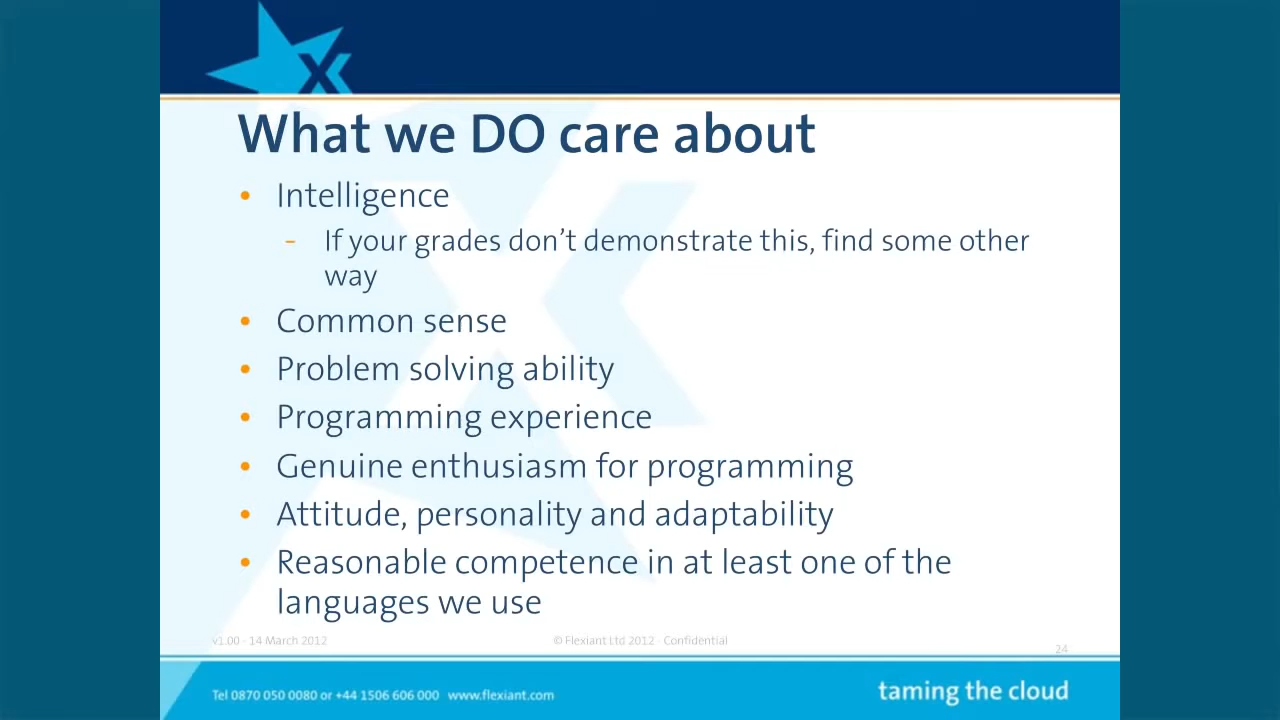 What we DO care about
• Intelligence
- If your grades don't demonstrate this, find some other
way
• Common sense
• Problem solving ability
• Programming experience
• Genuine enthusiasm for programming
• Attitude, personality and adaptability
• Reasonable competence in at least one of the
languages we use
v1.00 - 14 March 2012
© Flexiant Ltd 2012 · Confidential
24
Tel 0870 050 0080 or +44 1506 606 000 www.flexiant.com
taming the cloud